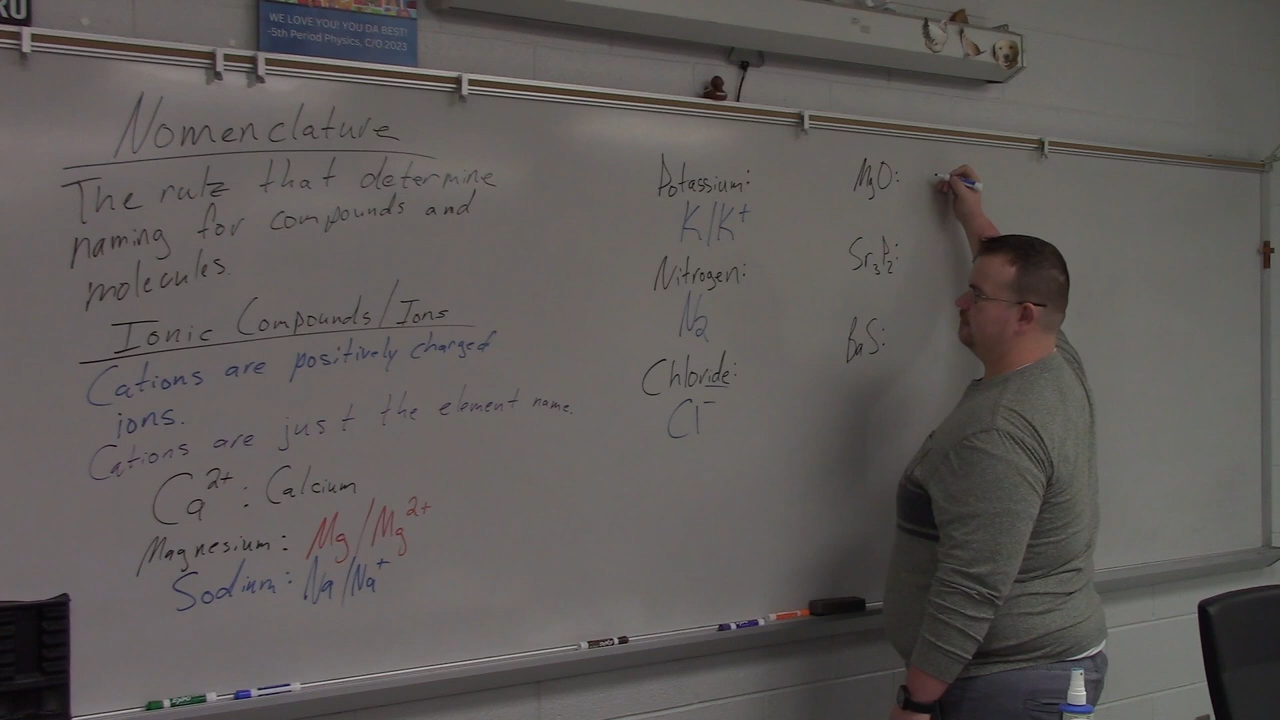 RU
WE LOVE YOU! YOU DA BEST!
-5th Period Physics, C/O 2023
Nomenclature
The rule that determine
naming for compounds and
molecules.
Ionic Compounds/Ions
Cations are positively charged
ions.
Cations are just the element name.
Ca²⁺: Calcium
Magnesium: Mg/Mg²⁺
Sodium: Na/Na⁺
Potassium:
K/K⁺
Nitrogen:
N₂
Chloride:
Cl⁻
MgO:
Sr₃P₂:
BaS: